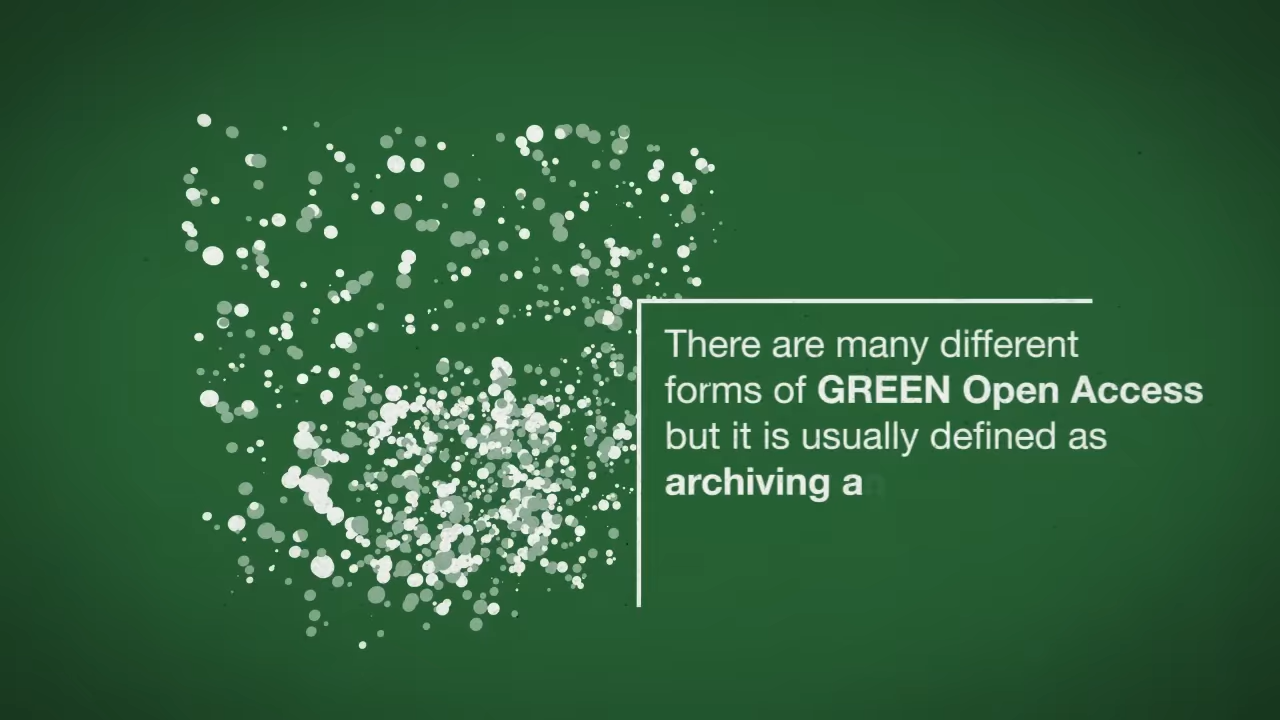 There are many different
forms of GREEN Open Access
but it is usually defined as
archiving a